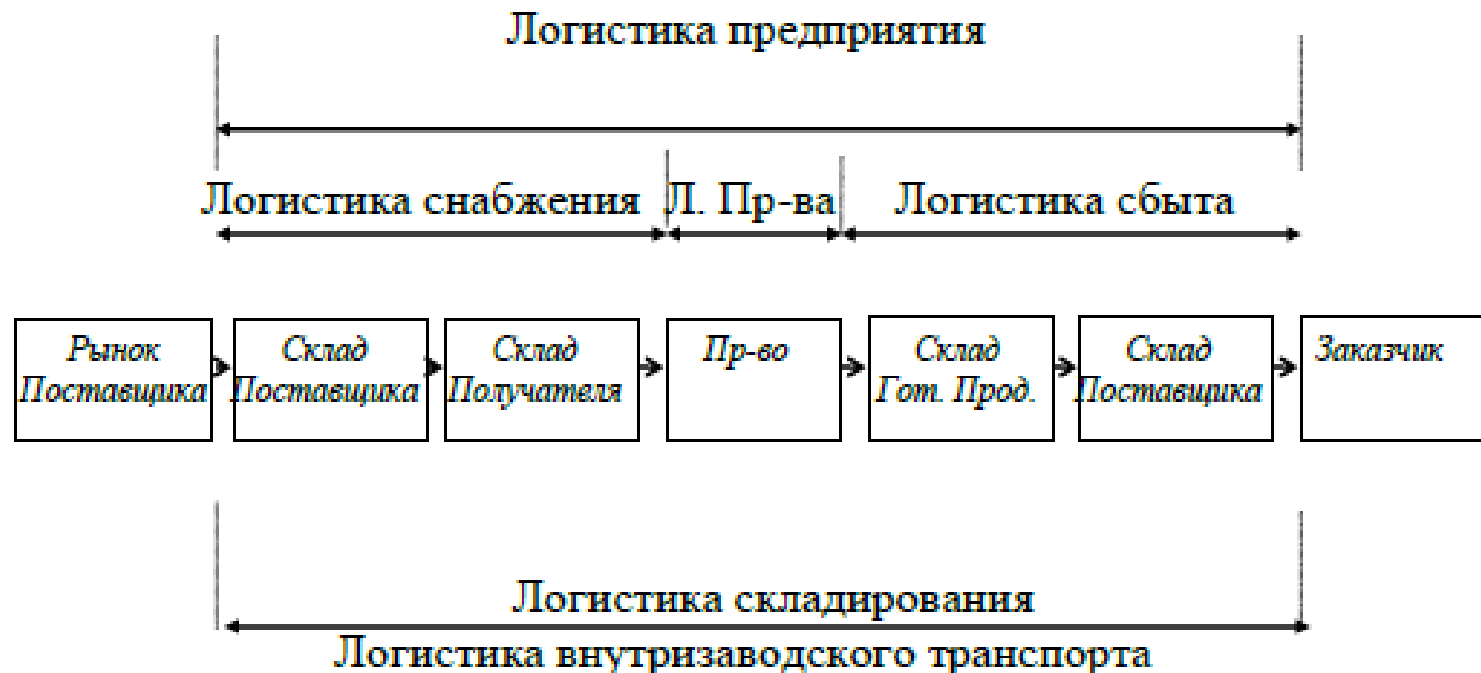 Логистика предприятия
Логистика снабжения
Л. Пр-ва
Логистика сбыта
Рынок
Поставщика
Склад
Поставщика
Склад
Получателя
Пр-во
Склад
Гот. Прод.
Склад
Поставщика
Заказчик
Логистика складирования
Логистика внутризаводского транспорта